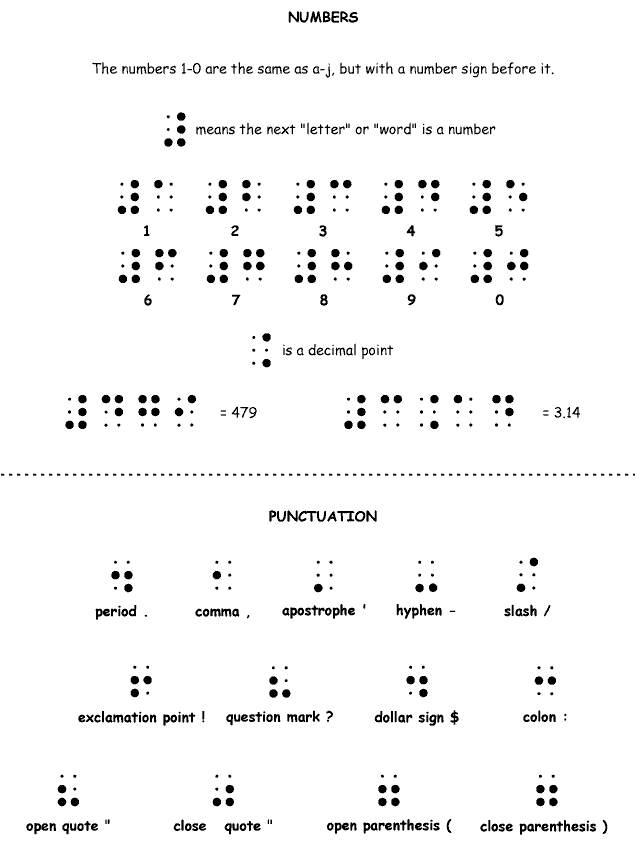 NUMBERS
The numbers 1-0 are the same as a-j, but with a number sign before it.
⠼ means the next "letter" or "word" is a number
⠼⠁ ⠼⠃ ⠼⠉ ⠼⠙ ⠼⠑
1 2 3 4 5
⠼⠋ ⠼⠛ ⠼⠓ ⠼⠊ ⠼⠚
6 7 8 9 0
⠨ is a decimal point
⠼⠙⠛⠊ = 479 ⠼⠉⠨⠁⠙ = 3.14
PUNCTUATION
⠲ ⠂ ⠄ ⠤ ⠌
period . comma , apostrophe ' hyphen - slash /
⠖ ⠦ ⠲ ⠒
exclamation point ! question mark ? dollar sign $ colon :
⠦ ⠴ ⠶ ⠶
open quote " close quote " open parenthesis ( close parenthesis )